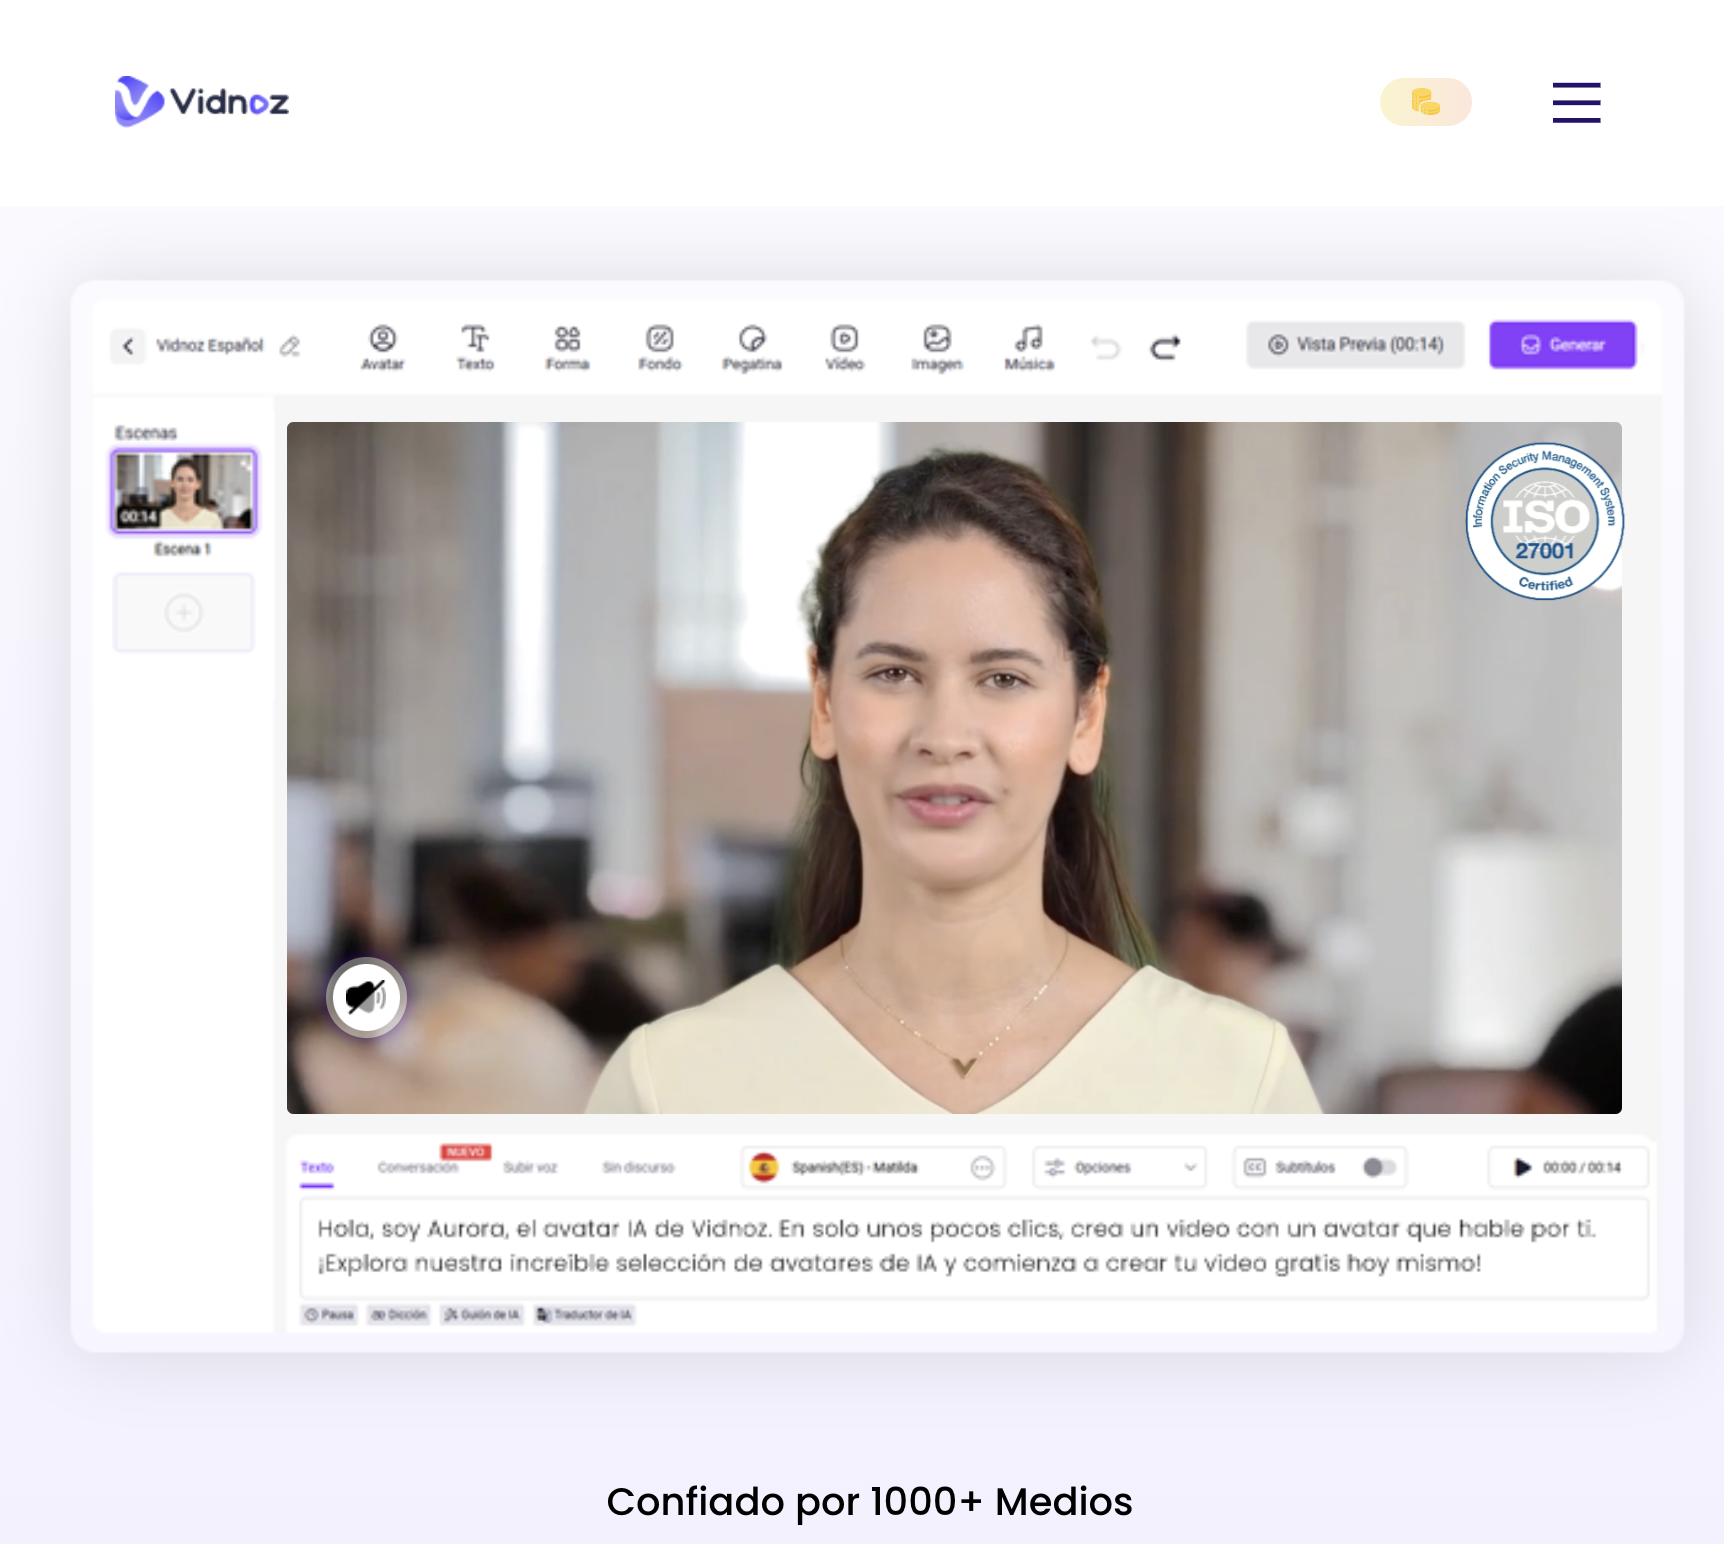 Vidnoz
Vidnoz Español
Avatar
Texto
Forma
Fondo
Pegatina
Vídeo
Imagen
Música
Vista Previa (00:14)
Generar
Escenas
00:14
Escena 1
Information Security Management System
ISO
27001
Certified
Texto
Conversación
NUEVO
Subir voz
Sin discurso
Spanish(ES) - Matilda
Opciones
CC
Subtítulos
00:00 / 00:14
Hola, soy Aurora, el avatar IA de Vidnoz. En solo unos pocos clics, crea un video con un avatar que hable por ti.
¡Explora nuestra increíble selección de avatares de IA y comienza a crear tu video gratis hoy mismo!
Pausa
Dicción
Guión de IA
Traductor de IA
Confiado por 1000+ Medios